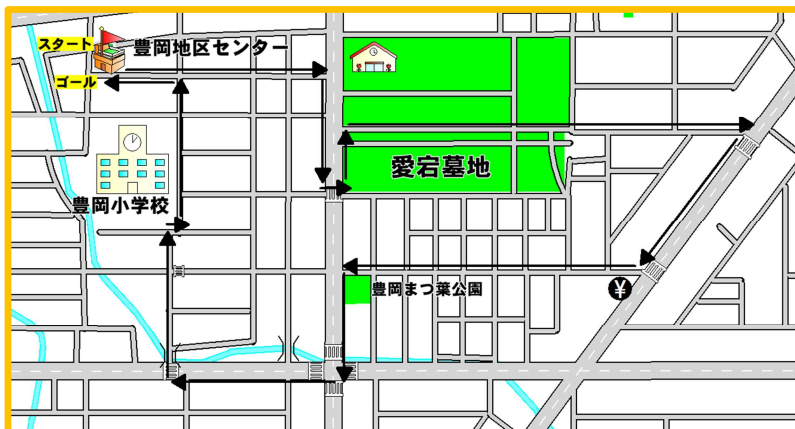 スタート
豊岡地区センター
ゴール
愛宕墓地
豊岡小学校
豊岡まつ葉公園
¥